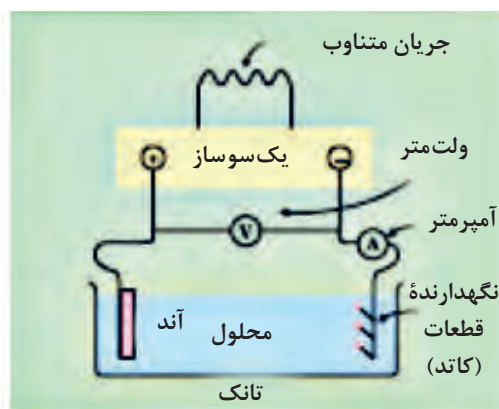 جریان متناوب
یک‌سوساز
+
−
ولت‌متر
V
آمپرمتر
A
نگهدارندهٔ
قطعات
(کاتد)
آند
محلول
تانک